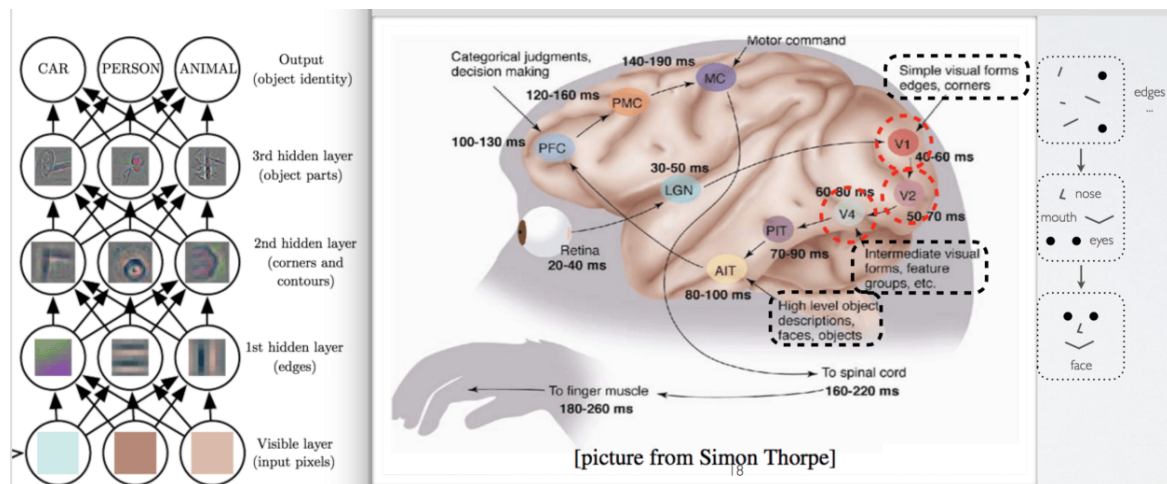 CAR
PERSON
ANIMAL
Output
(object identity)
3rd hidden layer
(object parts)
2nd hidden layer
(corners and
contours)
1st hidden layer
(edges)
Visible layer
(input pixels)
Categorical judgments,
decision making
Motor command
140-190 ms
MC
120-160 ms
PMC
100-130 ms
PFC
Simple visual forms
edges, corners
V1
40-60 ms
30-50 ms
LGN
60-80 ms
V2
V4
50-70 ms
PIT
70-90 ms
Retina
20-40 ms
AIT
80-100 ms
Intermediate visual
forms, feature
groups, etc.
High level object
descriptions,
faces, objects
To spinal cord
160-220 ms
To finger muscle
180-260 ms
[picture from Simon Thorpe]
18
edges
...
nose
mouth
eyes
face